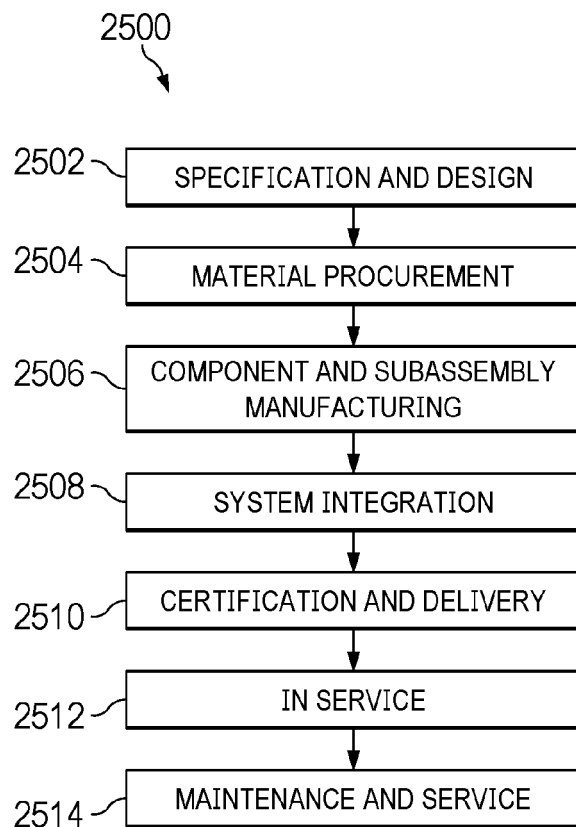 2500
2502
SPECIFICATION AND DESIGN
2504
MATERIAL PROCUREMENT
2506
COMPONENT AND SUBASSEMBLY
MANUFACTURING
2508
SYSTEM INTEGRATION
2510
CERTIFICATION AND DELIVERY
2512
IN SERVICE
2514
MAINTENANCE AND SERVICE